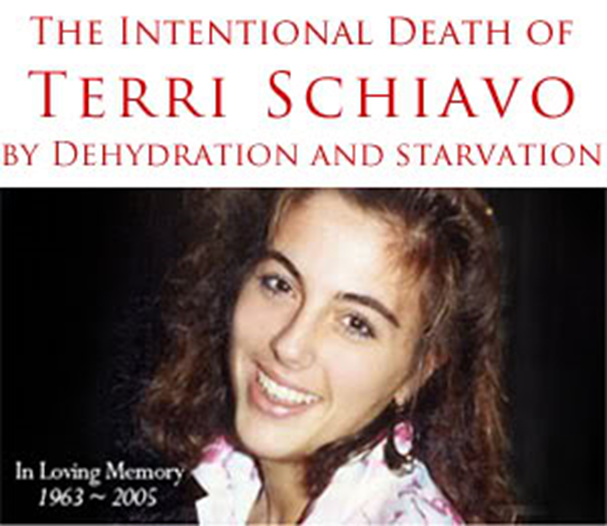 The Intentional Death of
Terri Schiavo
by Dehydration and starvation
In Loving Memory
1963 ~ 2005